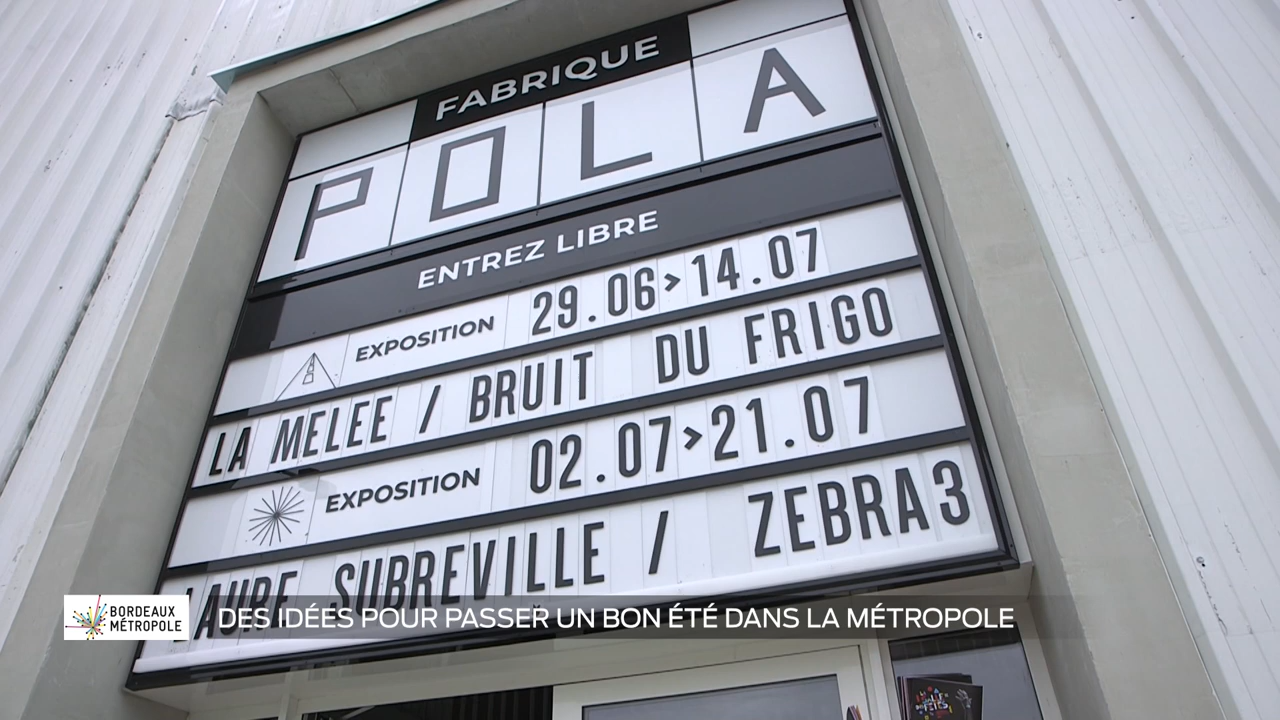 FABRIQUE
POLA
ENTREZ LIBRE
EXPOSITION 29.06>14.07
LA MELEE / BRUIT DU FRIGO
EXPOSITION 02.07>21.07
LAURE SUBREVILLE / ZEBRA3
BORDEAUX
MÉTROPOLE
DES IDÉES POUR PASSER UN BON ÉTÉ DANS LA MÉTROPOLE